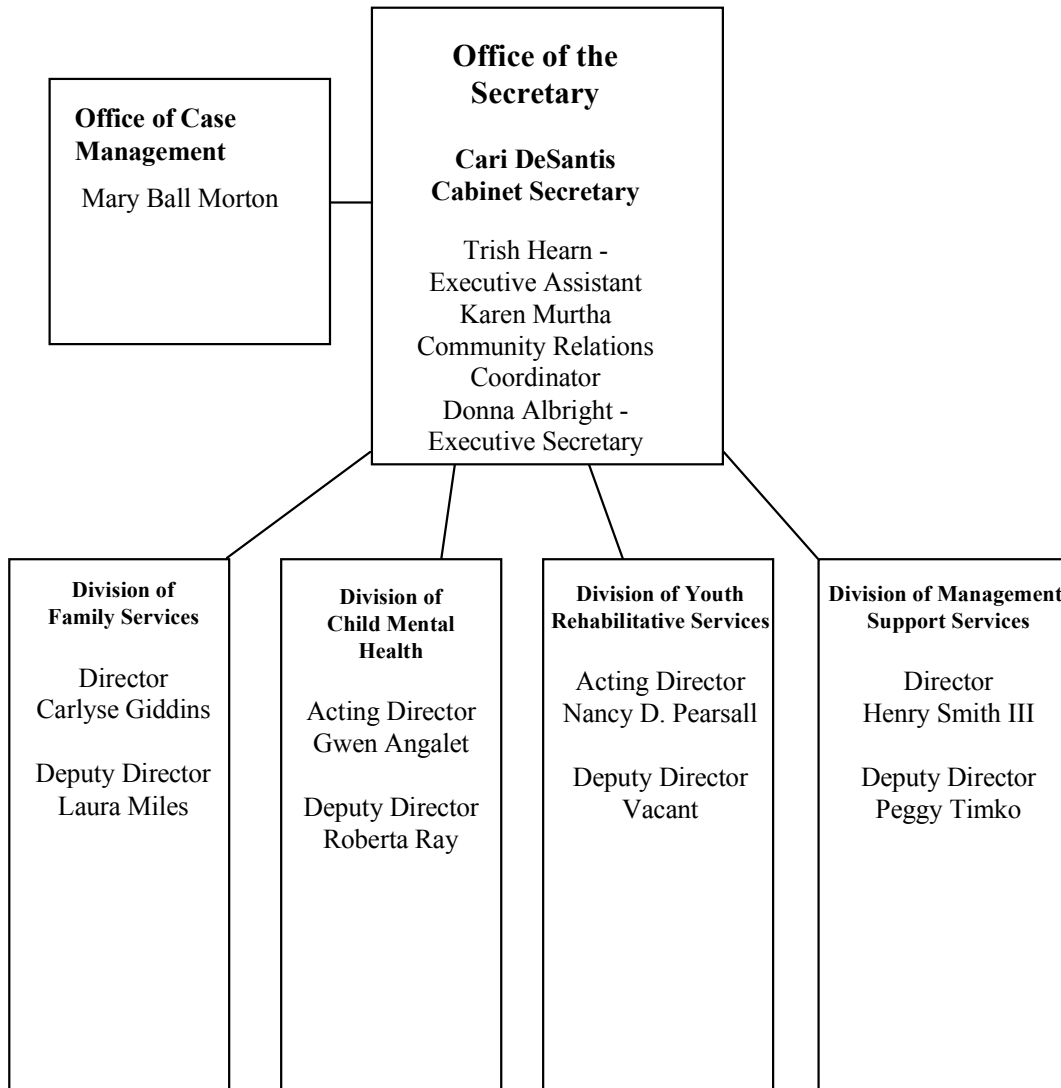 Office of the
Secretary
Cari DeSantis
Cabinet Secretary
Trish Hearn -
Executive Assistant
Karen Murtha
Community Relations
Coordinator
Donna Albright -
Executive Secretary
Office of Case
Management
Mary Ball Morton
Division of
Family Services
Director
Carlyse Giddins
Deputy Director
Laura Miles
Division of
Child Mental
Health
Acting Director
Gwen Angalet
Deputy Director
Roberta Ray
Division of Youth
Rehabilitative Services
Acting Director
Nancy D. Pearsall
Deputy Director
Vacant
Division of Management
Support Services
Director
Henry Smith III
Deputy Director
Peggy Timko